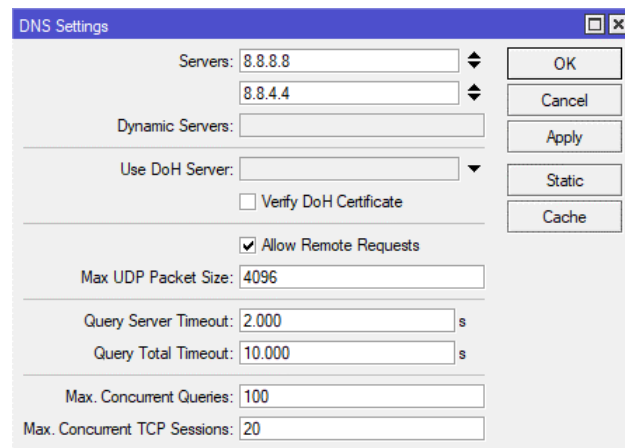 DNS Settings
Servers: 8.8.8.8
8.8.4.4
Dynamic Servers:
Use DoH Server:
Verify DoH Certificate
Allow Remote Requests
Max UDP Packet Size: 4096
Query Server Timeout: 2.000 s
Query Total Timeout: 10.000 s
Max. Concurrent Queries: 100
Max. Concurrent TCP Sessions: 20
OK
Cancel
Apply
Static
Cache